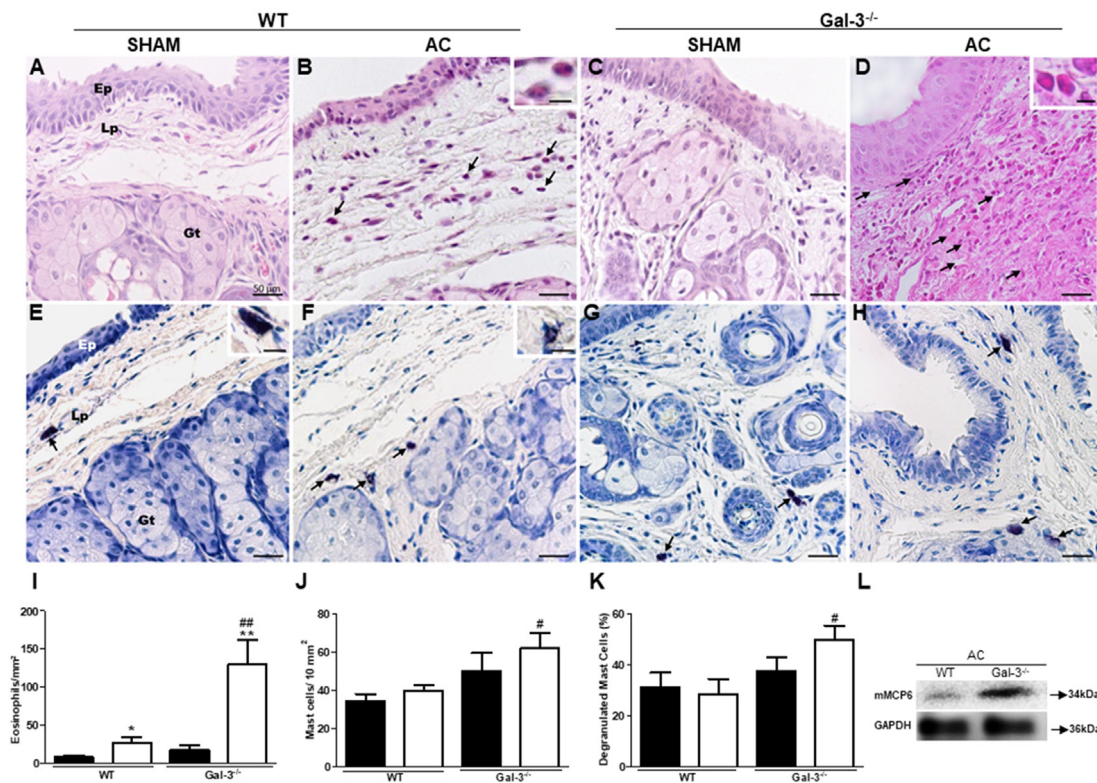 WT Gal-3-/-
SHAM AC SHAM AC
A B C D
Ep
Lp
Gt
50 µm
E F G H
Ep
Lp
Gt
I J K L
Eosinophils/mm²
200
150
100
50
0
*
##
**
WT Gal-3-/-
Mast cells/ 10 mm²
80
60
40
20
0
#
WT Gal-3-/-
Degranulated Mast Cells (%)
60
40
20
0
#
WT Gal-3-/-
AC
WT Gal-3-/-
mMCP6 34kDa
GAPDH 36kDa